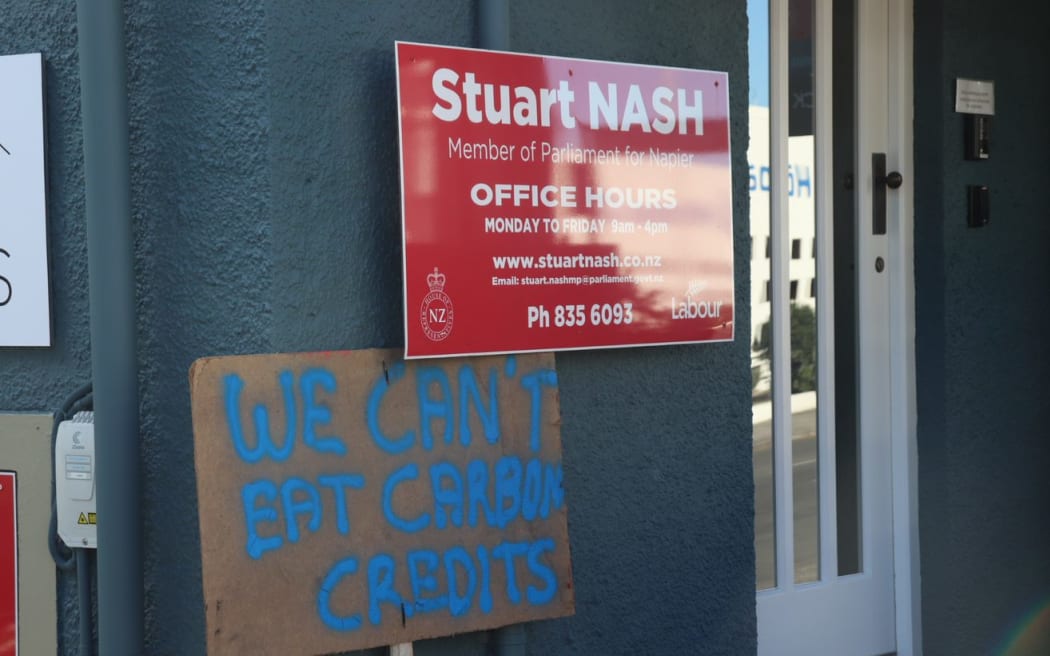 Stuart NASH
Member of Parliament for Napier
OFFICE HOURS
MONDAY TO FRIDAY 9am - 4pm
www.stuartnash.co.nz
Email: stuart.nashmp@parliament.govt.nz
Ph 835 6093
NZ
Labour
WE CAN'T
EAT CARBON
CREDITS